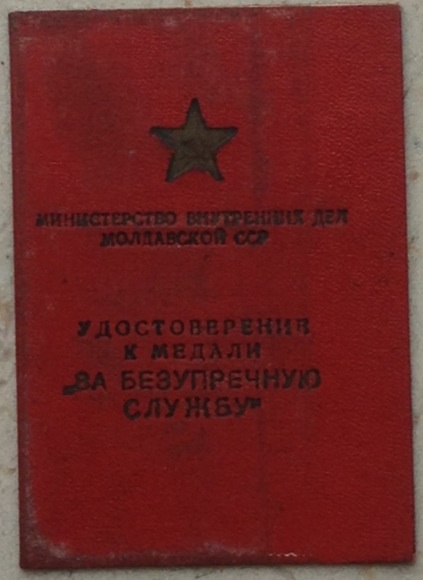 МИНИСТЕРСТВО ВНУТРЕННИХ ДЕЛ
МОЛДАВСКОЙ ССР
УДОСТОВЕРЕНИЕ
К МЕДАЛИ
„ЗА БЕЗУПРЕЧНУЮ
СЛУЖБУ"